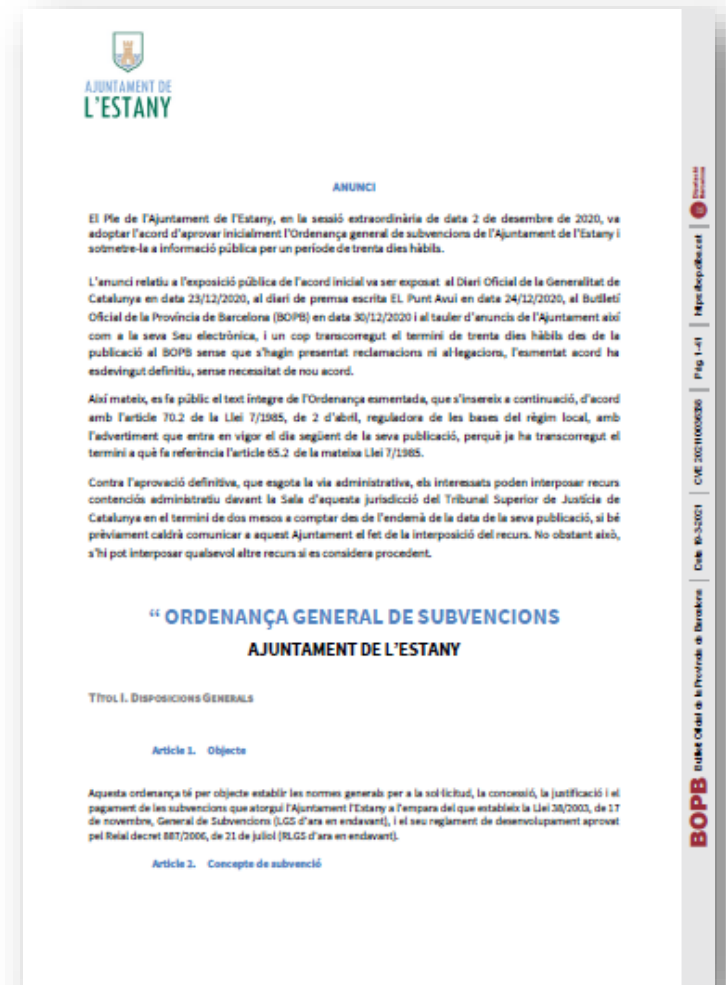 AJUNTAMENT DE
L'ESTANY
ANUNCI
El Ple de l'Ajuntament de l'Estany, en la sessió extraordinària de data 2 de desembre de 2020, va
adoptar l'acord d'aprovar inicialment l'Ordenança general de subvencions de l'Ajuntament de l'Estany i
sotmetre-la a informació pública per un període de trenta dies hàbils.
L'anunci relatiu a l'exposició pública de l'acord inicial va ser exposat al Diari Oficial de la Generalitat de
Catalunya en data 23/12/2020, al diari de premsa escrita EL Punt Avui en data 24/12/2020, al Butlletí
Oficial de la Província de Barcelona (BOPB) en data 30/12/2020 i al tauler d'anuncis de l'Ajuntament així
com a la seva Seu electrònica, i un cop transcorregut el termini de trenta dies hàbils des de la
publicació al BOPB sense que s'hagin presentat reclamacions ni al·legacions, l'esmentat acord ha
esdevingut definitiu, sense necessitat de nou acord.
Així mateix, es fa públic el text íntegre de l'Ordenança esmentada, que s'insereix a continuació, d'acord
amb l'article 70.2 de la Llei 7/1985, de 2 d'abril, reguladora de les bases del règim local, amb
l'advertiment que entra en vigor el dia següent de la seva publicació, perquè ja ha transcorregut el
termini a què fa referència l'article 65.2 de la mateixa Llei 7/1985.
Contra l'aprovació definitiva, que esgota la via administrativa, els interessats poden interposar recurs
contenciós administratiu davant la Sala d'aquesta jurisdicció del Tribunal Superior de Justícia de
Catalunya en el termini de dos mesos a comptar des de l'endemà de la data de la seva publicació, si bé
prèviament caldrà comunicar a aquest Ajuntament el fet de la interposició del recurs. No obstant això,
s'hi pot interposar qualsevol altre recurs si es considera procedent.
“ ORDENANÇA GENERAL DE SUBVENCIONS
AJUNTAMENT DE L'ESTANY
TÍTOL I. DISPOSICIONS GENERALS
Article 1. Objecte
Aquesta ordenança té per objecte establir les normes generals per a la sol·licitud, la concessió, la justificació i el
pagament de les subvencions que atorgui l'Ajuntament l'Estany a l'empara del que estableix la Llei 38/2003, de 17
de novembre, General de Subvencions (LGS d'ara en endavant), i el seu reglament de desenvolupament aprovat
pel Reial decret 887/2006, de 21 de juliol (RLGS d'ara en endavant).
Article 2. Concepte de subvenció
BOPB Butlletí Oficial de la Província de Barcelona | Data 19-3-2021 | CVE | Pàg. 1-41 | https://bop.diba.cat | Diputació Barcelona